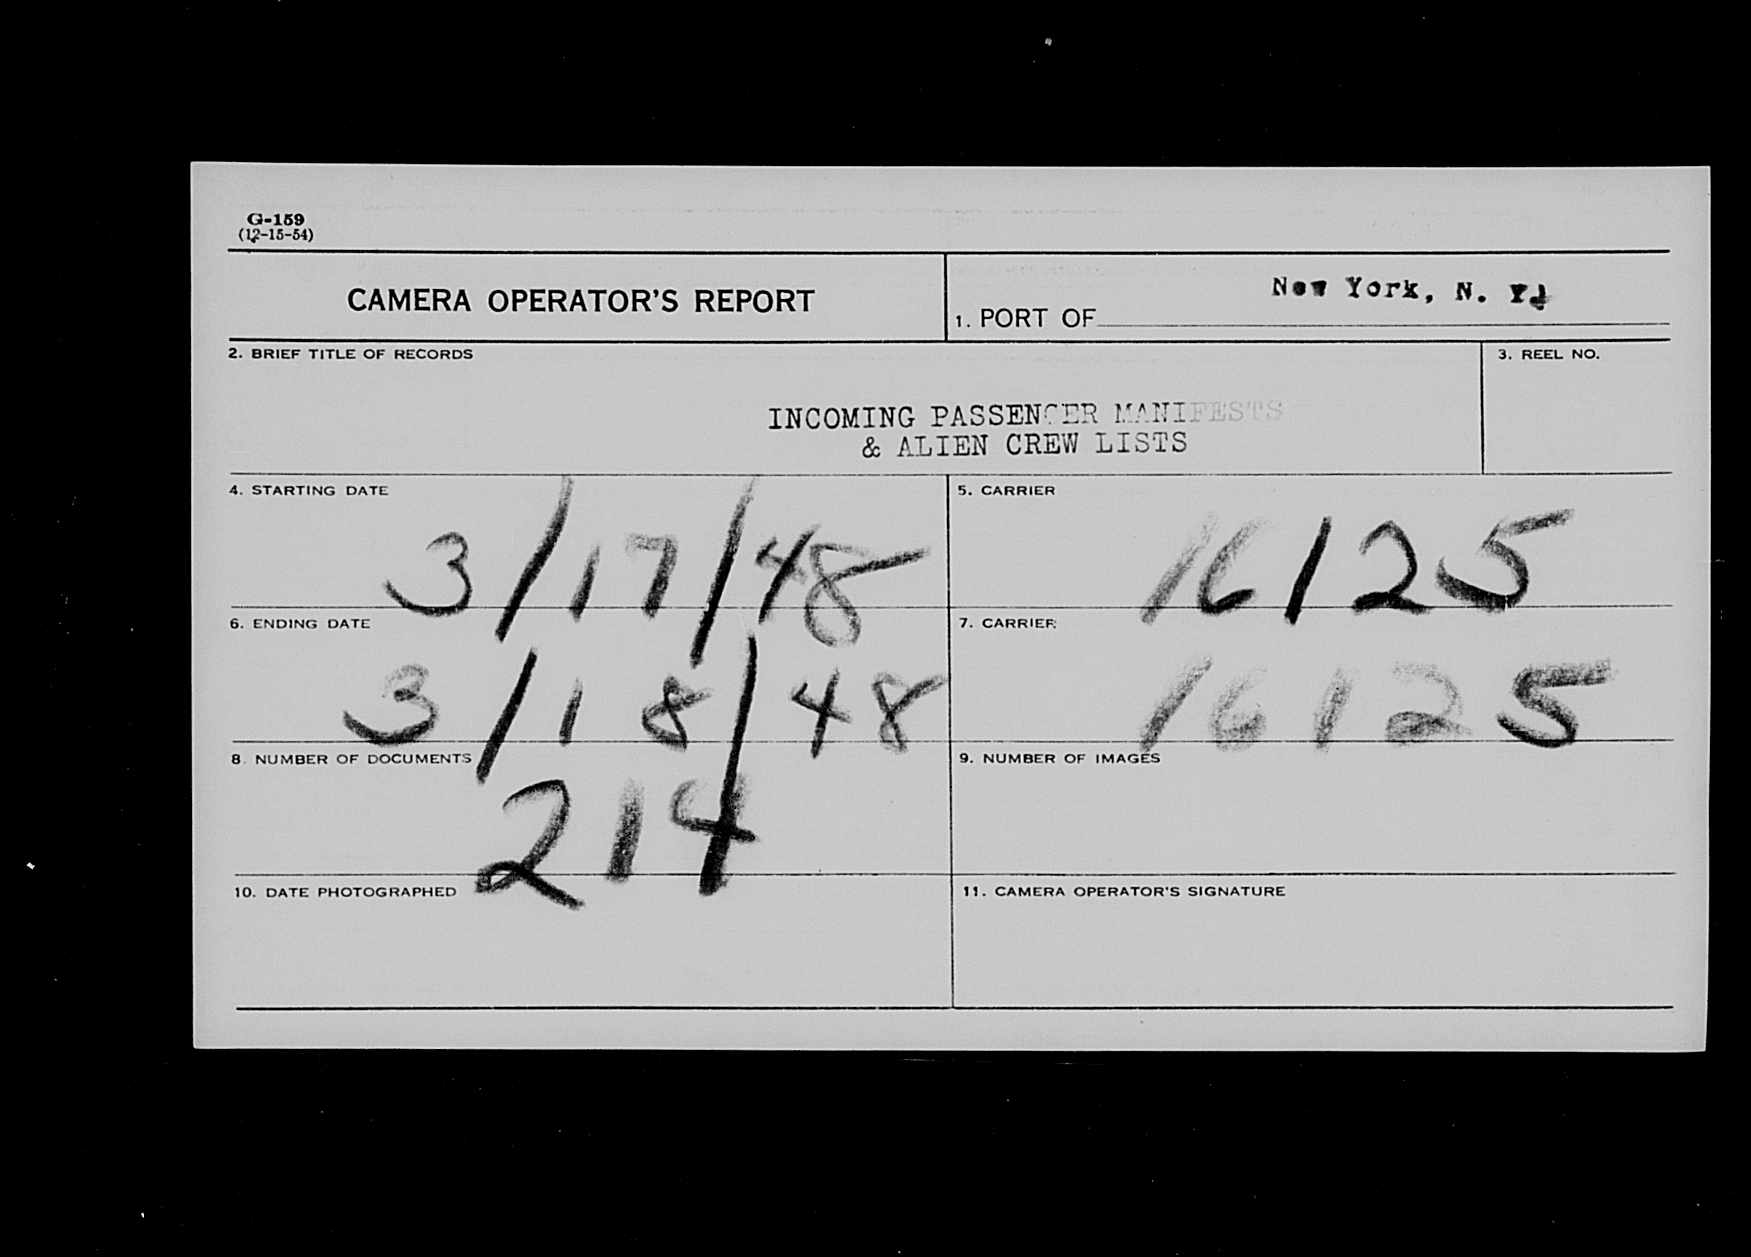 G-159
(12-15-54)
CAMERA OPERATOR'S REPORT
1. PORT OF New York, N. Y.
2. BRIEF TITLE OF RECORDS
INCOMING PASSENGER MANIFESTS
& ALIEN CREW LISTS
3. REEL NO.
4. STARTING DATE
3/17/48
5. CARRIER
16125
6. ENDING DATE
3/18/48
7. CARRIER
16125
8. NUMBER OF DOCUMENTS
214
9. NUMBER OF IMAGES
10. DATE PHOTOGRAPHED
11. CAMERA OPERATOR'S SIGNATURE